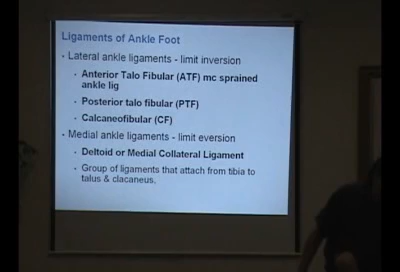 Ligaments of Ankle Foot
• Lateral ankle ligaments - limit inversion
• Anterior Talo Fibular (ATF) mc sprained
ankle lig
• Posterior talo fibular (PTF)
• Calcaneofibular (CF)
• Medial ankle ligaments - limit eversion
• Deltoid or Medial Collateral Ligament
• Group of ligaments that attach from tibia to
talus & clacaneus.